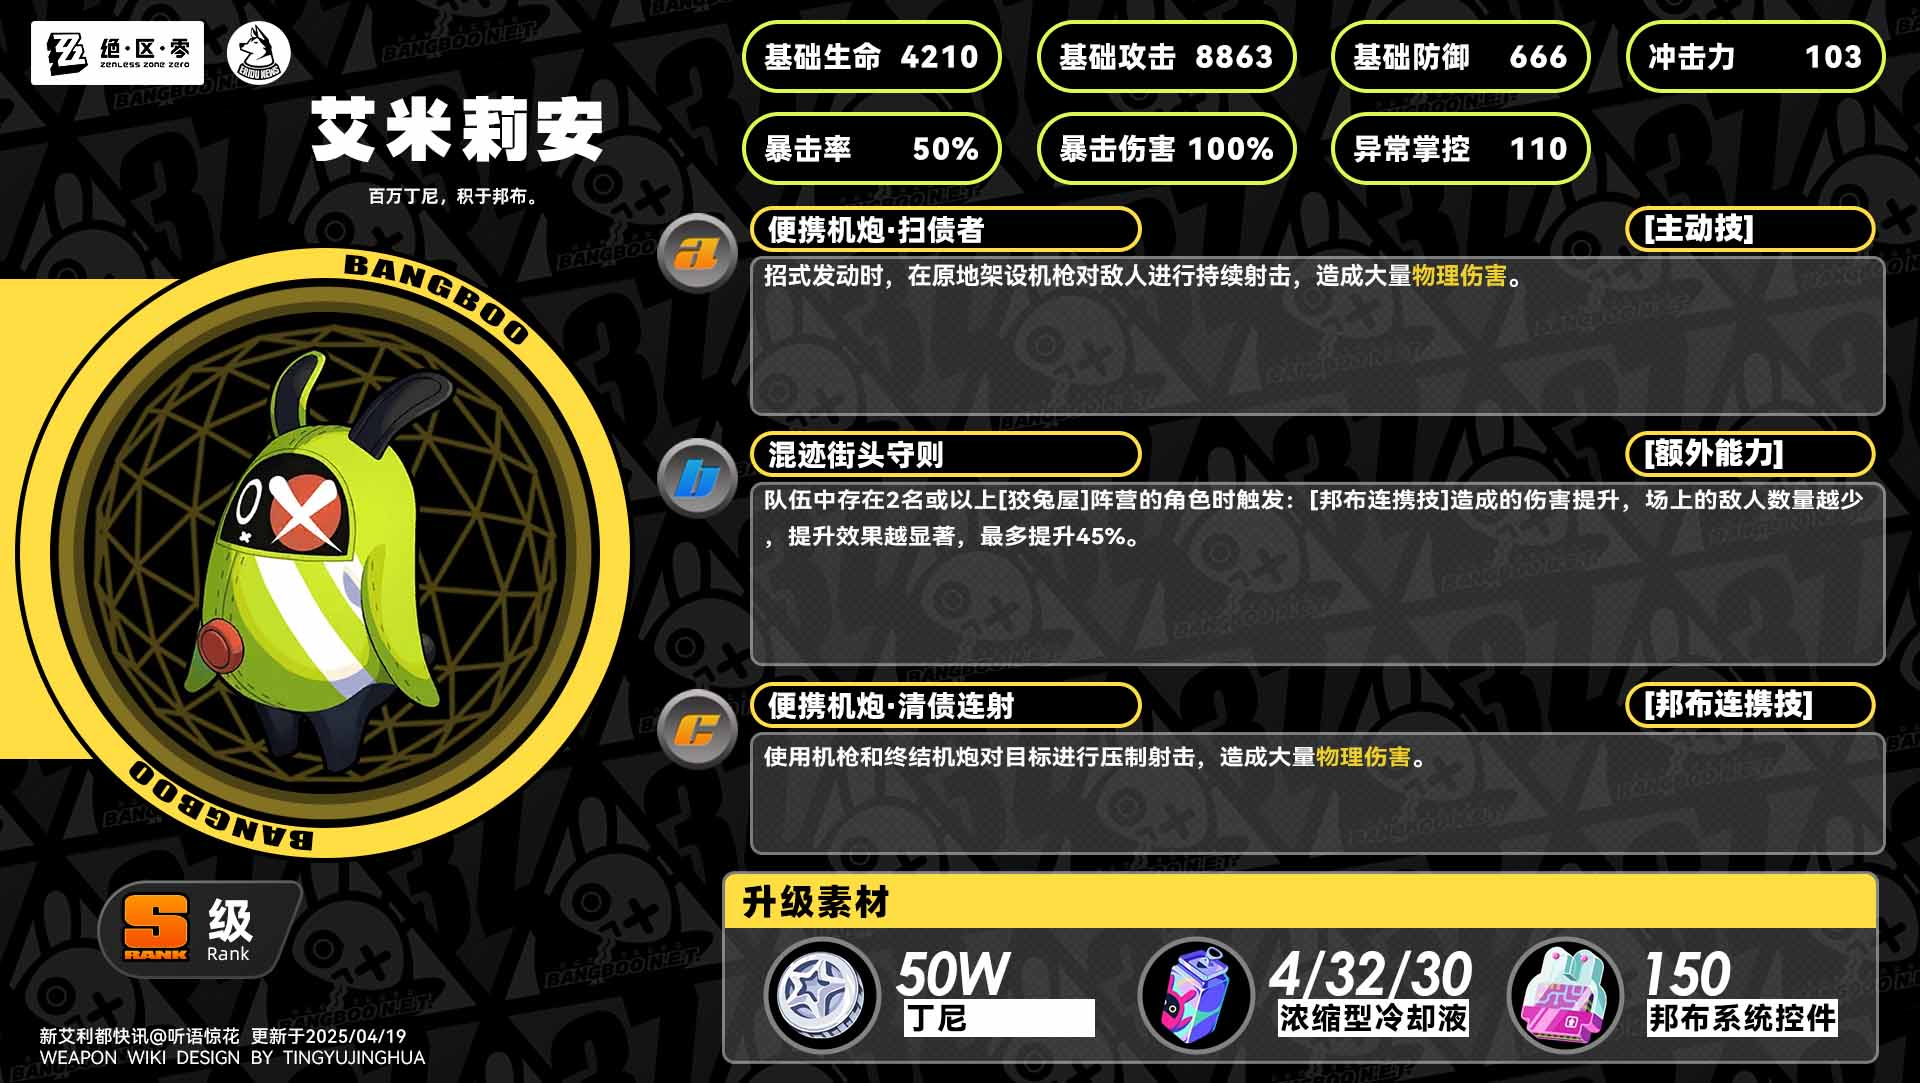 绝·区·零
ZENLESS ZONE ZERO
ERIDU NEWS
艾米莉安
百万丁尼，积于邦布。
基础生命 4210
基础攻击 8863
基础防御 666
冲击力 103
暴击率 50%
暴击伤害 100%
异常掌控 110
BANGBOO
BANGBOO
a
便携机炮·扫债者
[主动技]
招式发动时，在原地架设机枪对敌人进行持续射击，造成大量物理伤害。
b
混迹街头守则
[额外能力]
队伍中存在2名或以上[狡兔屋]阵营的角色时触发：[邦布连携技]造成的伤害提升，场上的敌人数量越少
，提升效果越显著，最多提升45%。
c
便携机炮·清债连射
[邦布连携技]
使用机枪和终结机炮对目标进行压制射击，造成大量物理伤害。
S
RANK
级
Rank
升级素材
50W
丁尼
4/32/30
浓缩型冷却液
150
邦布系统控件
新艾利都快讯@听语惊花 更新于2025/04/19
WEAPON WIKI DESIGN BY TINGYUJINGHUA